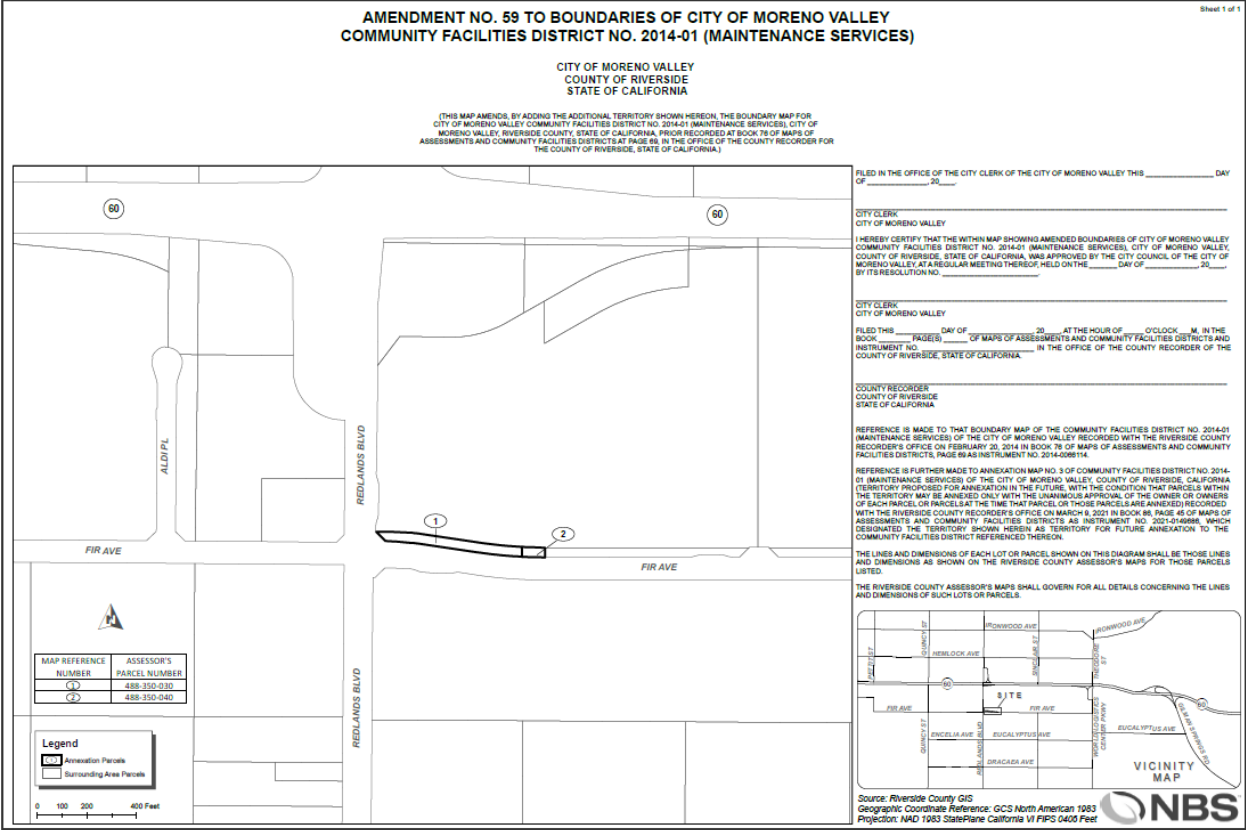 Sheet 1 of 1
AMENDMENT NO. 59 TO BOUNDARIES OF CITY OF MORENO VALLEY
COMMUNITY FACILITIES DISTRICT NO. 2014-01 (MAINTENANCE SERVICES)
CITY OF MORENO VALLEY
COUNTY OF RIVERSIDE
STATE OF CALIFORNIA
(THIS MAP AMENDS, BY ADDING THE ADDITIONAL TERRITORY SHOWN HEREON, THE BOUNDARY MAP FOR
CITY OF MORENO VALLEY COMMUNITY FACILITIES DISTRICT NO. 2014-01 (MAINTENANCE SERVICES), CITY OF
MORENO VALLEY, RIVERSIDE COUNTY, STATE OF CALIFORNIA, PRIOR RECORDED AT BOOK 76 OF MAPS OF
ASSESSMENTS AND COMMUNITY FACILITIES DISTRICTS AT PAGE 69, IN THE OFFICE OF THE COUNTY RECORDER FOR
THE COUNTY OF RIVERSIDE, STATE OF CALIFORNIA.)
60
60
ALDI PL
REDLANDS BLVD
1
2
FIR AVE
FIR AVE
REDLANDS BLVD
MAP REFERENCE NUMBER ASSESSOR'S PARCEL NUMBER
1 488-350-030
2 488-350-040
Legend
Annexation Parcels
Surrounding Area Parcels
0 100 200 400 Feet
FILED IN THE OFFICE OF THE CITY CLERK OF THE CITY OF MORENO VALLEY THIS ________________ DAY
OF ______________, 20____.
CITY CLERK
CITY OF MORENO VALLEY
I HEREBY CERTIFY THAT THE WITHIN MAP SHOWING AMENDED BOUNDARIES OF CITY OF MORENO VALLEY
COMMUNITY FACILITIES DISTRICT NO. 2014-01 (MAINTENANCE SERVICES), CITY OF MORENO VALLEY,
COUNTY OF RIVERSIDE, STATE OF CALIFORNIA, WAS APPROVED BY THE CITY COUNCIL OF THE CITY OF
MORENO VALLEY, AT A REGULAR MEETING THEREOF, HELD ON THE _______ DAY OF _____________, 20____,
BY ITS RESOLUTION NO. _______________________.
CITY CLERK
CITY OF MORENO VALLEY
FILED THIS __________ DAY OF _______________, 20____, AT THE HOUR OF _____ O'CLOCK ___M, IN THE
BOOK ________ PAGE(S) ______ OF MAPS OF ASSESSMENTS AND COMMUNITY FACILITIES DISTRICTS AND
INSTRUMENT NO. ___________________________ IN THE OFFICE OF THE COUNTY RECORDER OF THE
COUNTY OF RIVERSIDE, STATE OF CALIFORNIA.
COUNTY RECORDER
COUNTY OF RIVERSIDE
STATE OF CALIFORNIA
REFERENCE IS MADE TO THAT BOUNDARY MAP OF THE COMMUNITY FACILITIES DISTRICT NO. 2014-01
(MAINTENANCE SERVICES) OF THE CITY OF MORENO VALLEY RECORDED WITH THE RIVERSIDE COUNTY
RECORDER'S OFFICE ON FEBRUARY 20, 2014 IN BOOK 76 OF MAPS OF ASSESSMENTS AND COMMUNITY
FACILITIES DISTRICTS, PAGE 69 AS INSTRUMENT NO. 2014-0066114.
REFERENCE IS FURTHER MADE TO ANNEXATION MAP NO. 3 OF COMMUNITY FACILITIES DISTRICT NO. 2014-
01 (MAINTENANCE SERVICES) OF THE CITY OF MORENO VALLEY, COUNTY OF RIVERSIDE, CALIFORNIA
(TERRITORY PROPOSED FOR ANNEXATION IN THE FUTURE, WITH THE CONDITION THAT PARCELS WITHIN
THE TERRITORY MAY BE ANNEXED ONLY WITH THE UNANIMOUS APPROVAL OF THE OWNER OR OWNERS
OF EACH PARCEL OR PARCELS AT THE TIME THAT PARCEL OR THOSE PARCELS ARE ANNEXED) RECORDED
WITH THE RIVERSIDE COUNTY RECORDER'S OFFICE ON MARCH 9, 2021 IN BOOK 86, PAGE 45 OF MAPS OF
ASSESSMENTS AND COMMUNITY FACILITIES DISTRICTS AS INSTRUMENT NO. 2021-0149686, WHICH
DESIGNATED THE TERRITORY SHOWN HEREIN AS TERRITORY FOR FUTURE ANNEXATION TO THE
COMMUNITY FACILITIES DISTRICT REFERENCED THEREON.
THE LINES AND DIMENSIONS OF EACH LOT OR PARCEL SHOWN ON THIS DIAGRAM SHALL BE THOSE LINES
AND DIMENSIONS AS SHOWN ON THE RIVERSIDE COUNTY ASSESSOR'S MAPS FOR THOSE PARCELS
LISTED.
THE RIVERSIDE COUNTY ASSESSOR'S MAPS SHALL GOVERN FOR ALL DETAILS CONCERNING THE LINES
AND DIMENSIONS OF SUCH LOTS OR PARCELS.
IRONWOOD AVE
IRONWOOD AVE
QUINCY ST
SINCLAIR ST
THEODORE ST
HEMLOCK AVE
60
SITE
60
FIR AVE
FIR AVE
QUINCY ST
REDLANDS BLVD
WORLD LOGISTICS CENTER PKWY
GILMAN SPRINGS RD
ENCELIA AVE
EUCALYPTUS AVE
EUCALYPTUS AVE
DRACAEA AVE
VICINITY
MAP
Source: Riverside County GIS
Geographic Coordinate Reference: GCS North American 1983
Projection: NAD 1983 StatePlane California VI FIPS 0406 Feet
NBS